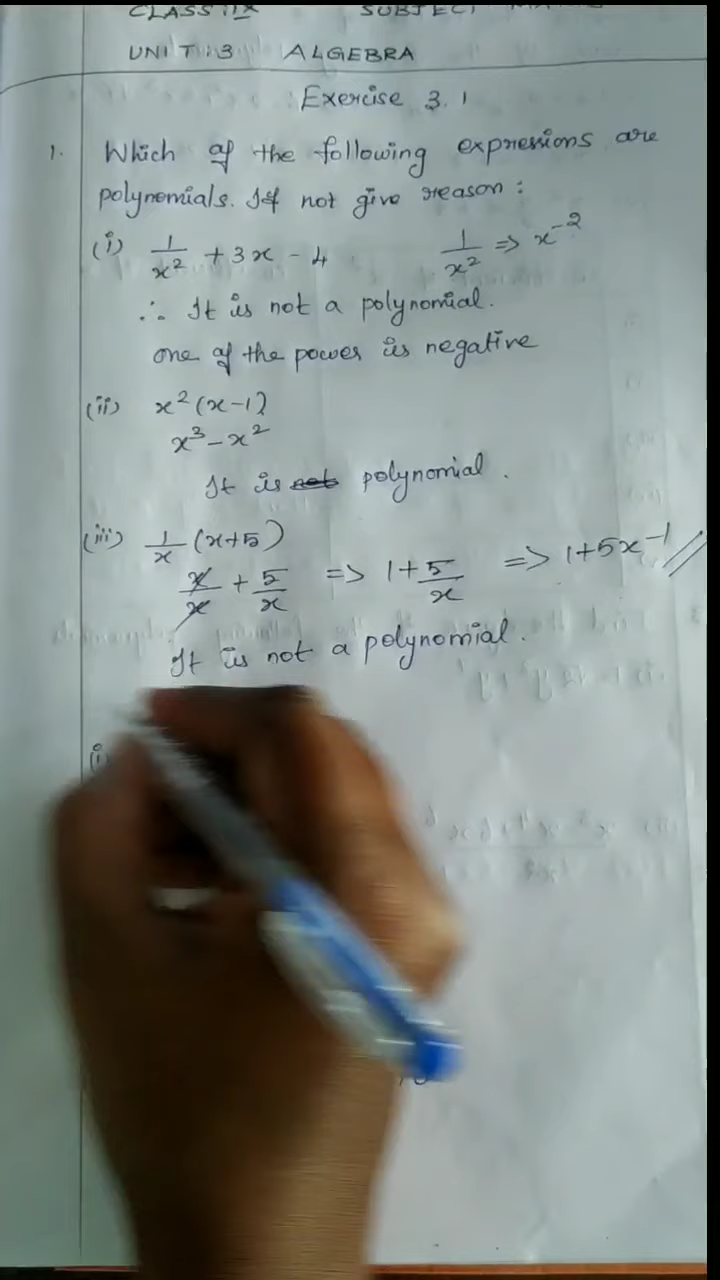 CLASS: IX SUBJECT
UNIT: 3 ALGEBRA
Exercise 3.1
1. Which of the following expressions are
polynomials. If not give reason :
(i) 1/x² + 3x - 4 1/x² => x⁻²
∴ It is not a polynomial.
one of the power is negative
(ii) x²(x-1)
x³-x²
It is ~~not~~ polynomial.
(iii) 1/x (x+5)
x/x + 5/x => 1+5/x => 1+5x⁻¹//
It is not a polynomial.